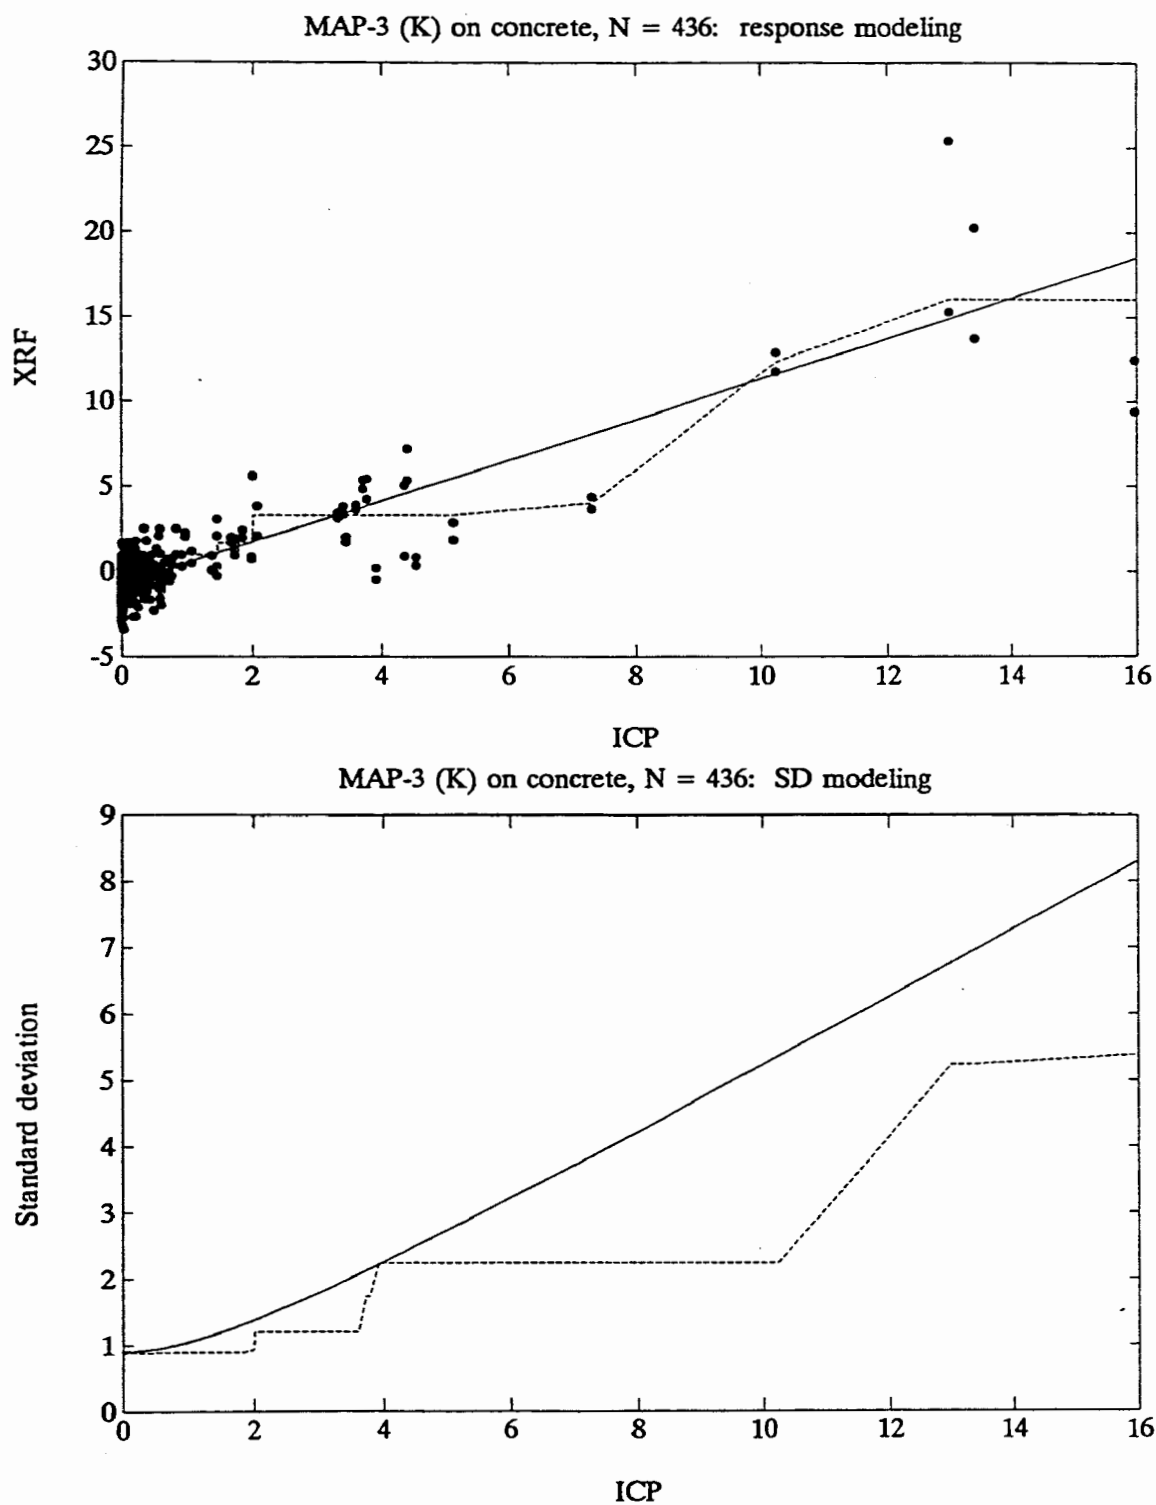 MAP-3 (K) on concrete, N = 436: response modeling
30
25
20
15
10
5
0
-5
XRF
0 2 4 6 8 10 12 14 16
ICP
MAP-3 (K) on concrete, N = 436: SD modeling
9
8
7
6
5
4
3
2
1
0
Standard deviation
0 2 4 6 8 10 12 14 16
ICP